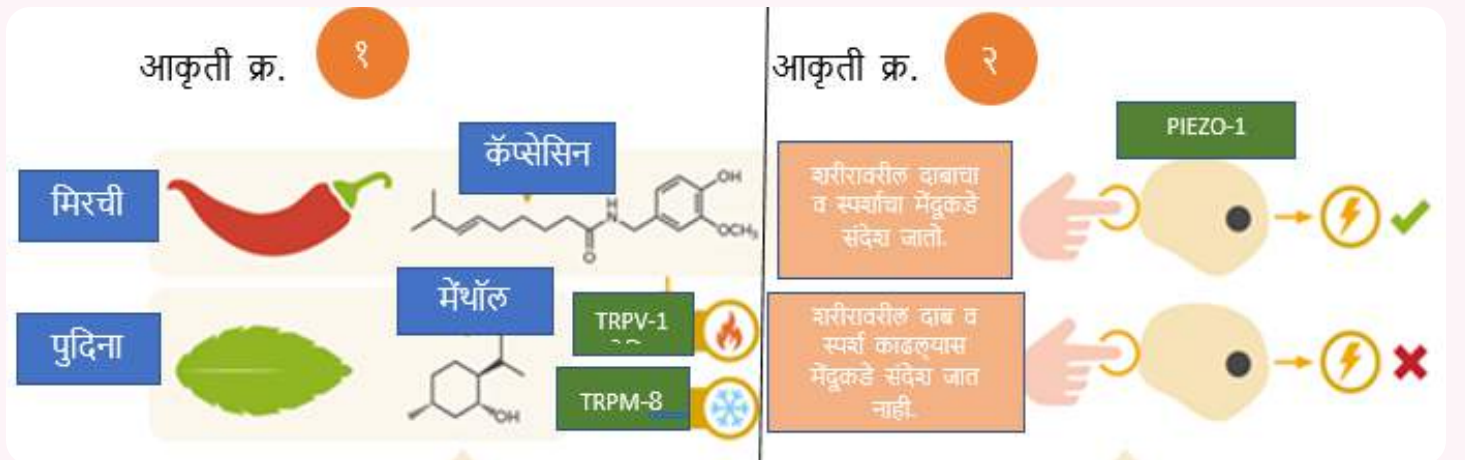 आकृती क्र.
१
मिरची
कॅप्सेसिन
OH
H
N
O
OCH₃
पुदिना
मेंथॉल
OH
TRPV-1
TRPM-8
आकृती क्र.
२
PIEZO-1
शरीरावरील दाबाचा
व स्पर्शाचा मेंदूकडे
संदेश जातो.
शरीरावरील दाब व
स्पर्श काढल्यास
मेंदूकडे संदेश जात
नाही.